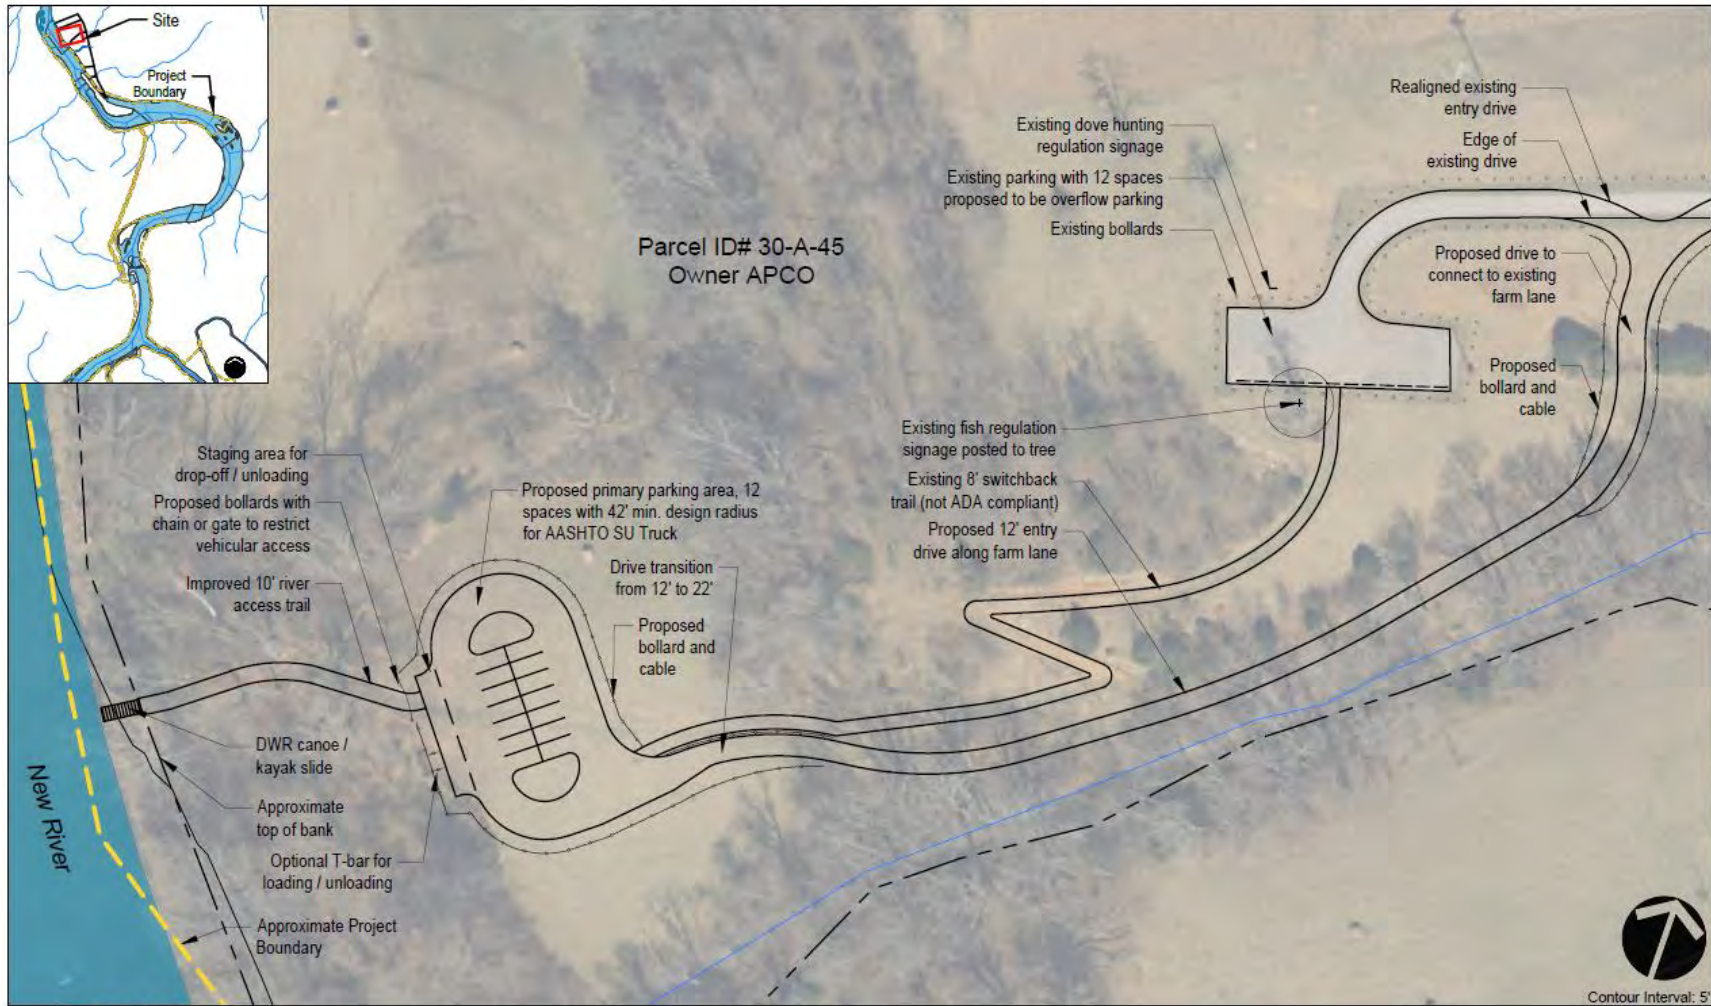 Site
Project
Boundary
Parcel ID# 30-A-45
Owner APCO
Existing dove hunting
regulation signage
Existing parking with 12 spaces
proposed to be overflow parking
Existing bollards
Realigned existing
entry drive
Edge of
existing drive
Proposed drive to
connect to existing
farm lane
Proposed
bollard and
cable
Existing fish regulation
signage posted to tree
Existing 8' switchback
trail (not ADA compliant)
Proposed 12' entry
drive along farm lane
Staging area for
drop-off / unloading
Proposed bollards with
chain or gate to restrict
vehicular access
Improved 10' river
access trail
Proposed primary parking area, 12
spaces with 42' min. design radius
for AASHTO SU Truck
Drive transition
from 12' to 22'
Proposed
bollard and
cable
DWR canoe /
kayak slide
Approximate
top of bank
Optional T-bar for
loading / unloading
Approximate Project
Boundary
New River
Contour Interval: 5'